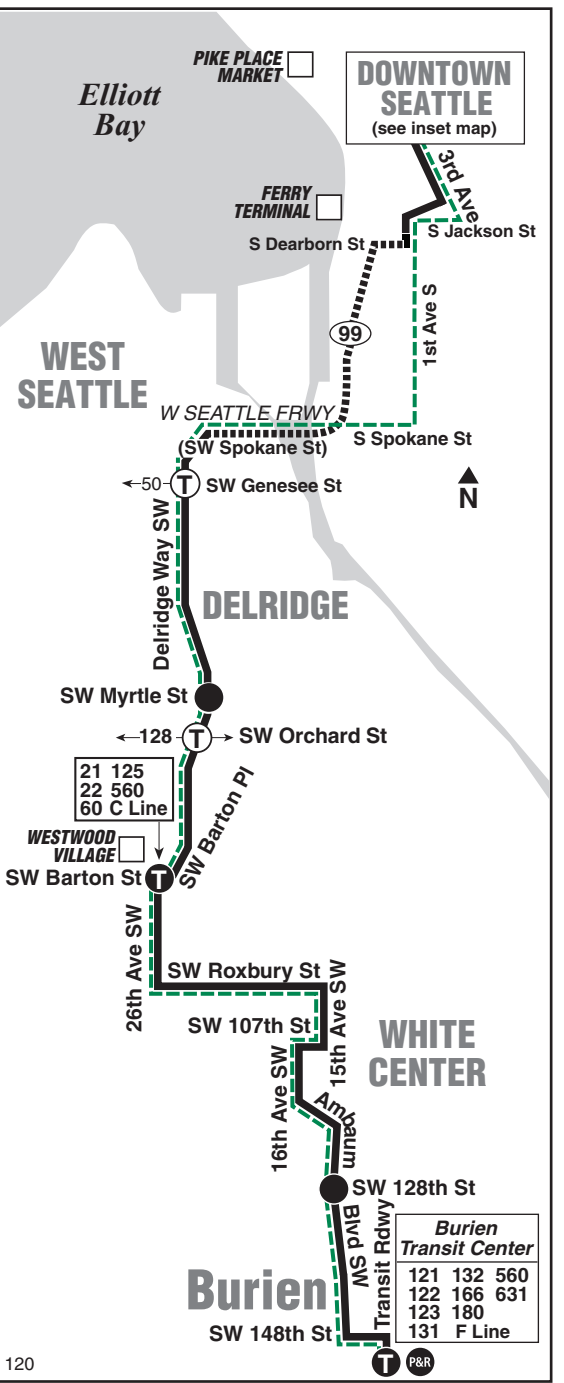 PIKE PLACE
MARKET
DOWNTOWN
SEATTLE
(see inset map)
Elliott
Bay
3rd Ave
FERRY
TERMINAL
S Jackson St
S Dearborn St
99
1st Ave S
WEST
SEATTLE
W SEATTLE FRWY
S Spokane St
(SW Spokane St)
50
T
SW Genesee St
N
Delridge Way SW
DELRIDGE
SW Myrtle St
128
T
SW Orchard St
21 125
22 560
60 C Line
SW Barton Pl
WESTWOOD
VILLAGE
SW Barton St
T
26th Ave SW
SW Roxbury St
15th Ave SW
SW 107th St
WHITE
CENTER
16th Ave SW
Ambaum
SW 128th St
Blvd SW
Transit Rdwy
Burien
Transit Center
121 132 560
122 166 631
123 180
131 F Line
Burien
SW 148th St
T
P&R
120